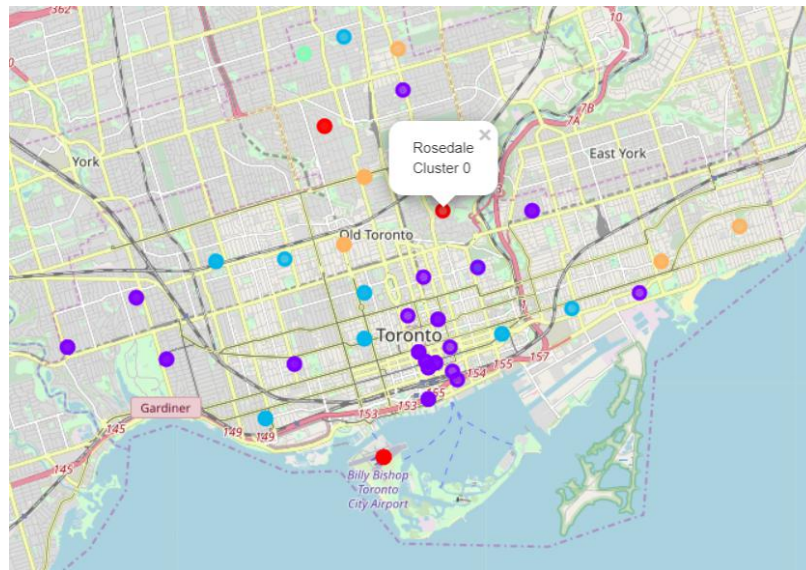 362
10
York
Rosedale
Cluster 0
×
7B
7A
East York
Old Toronto
Toronto
157
155
154
155
153
153
Gardiner
149
149
145
145
Billy Bishop
Toronto
City Airport